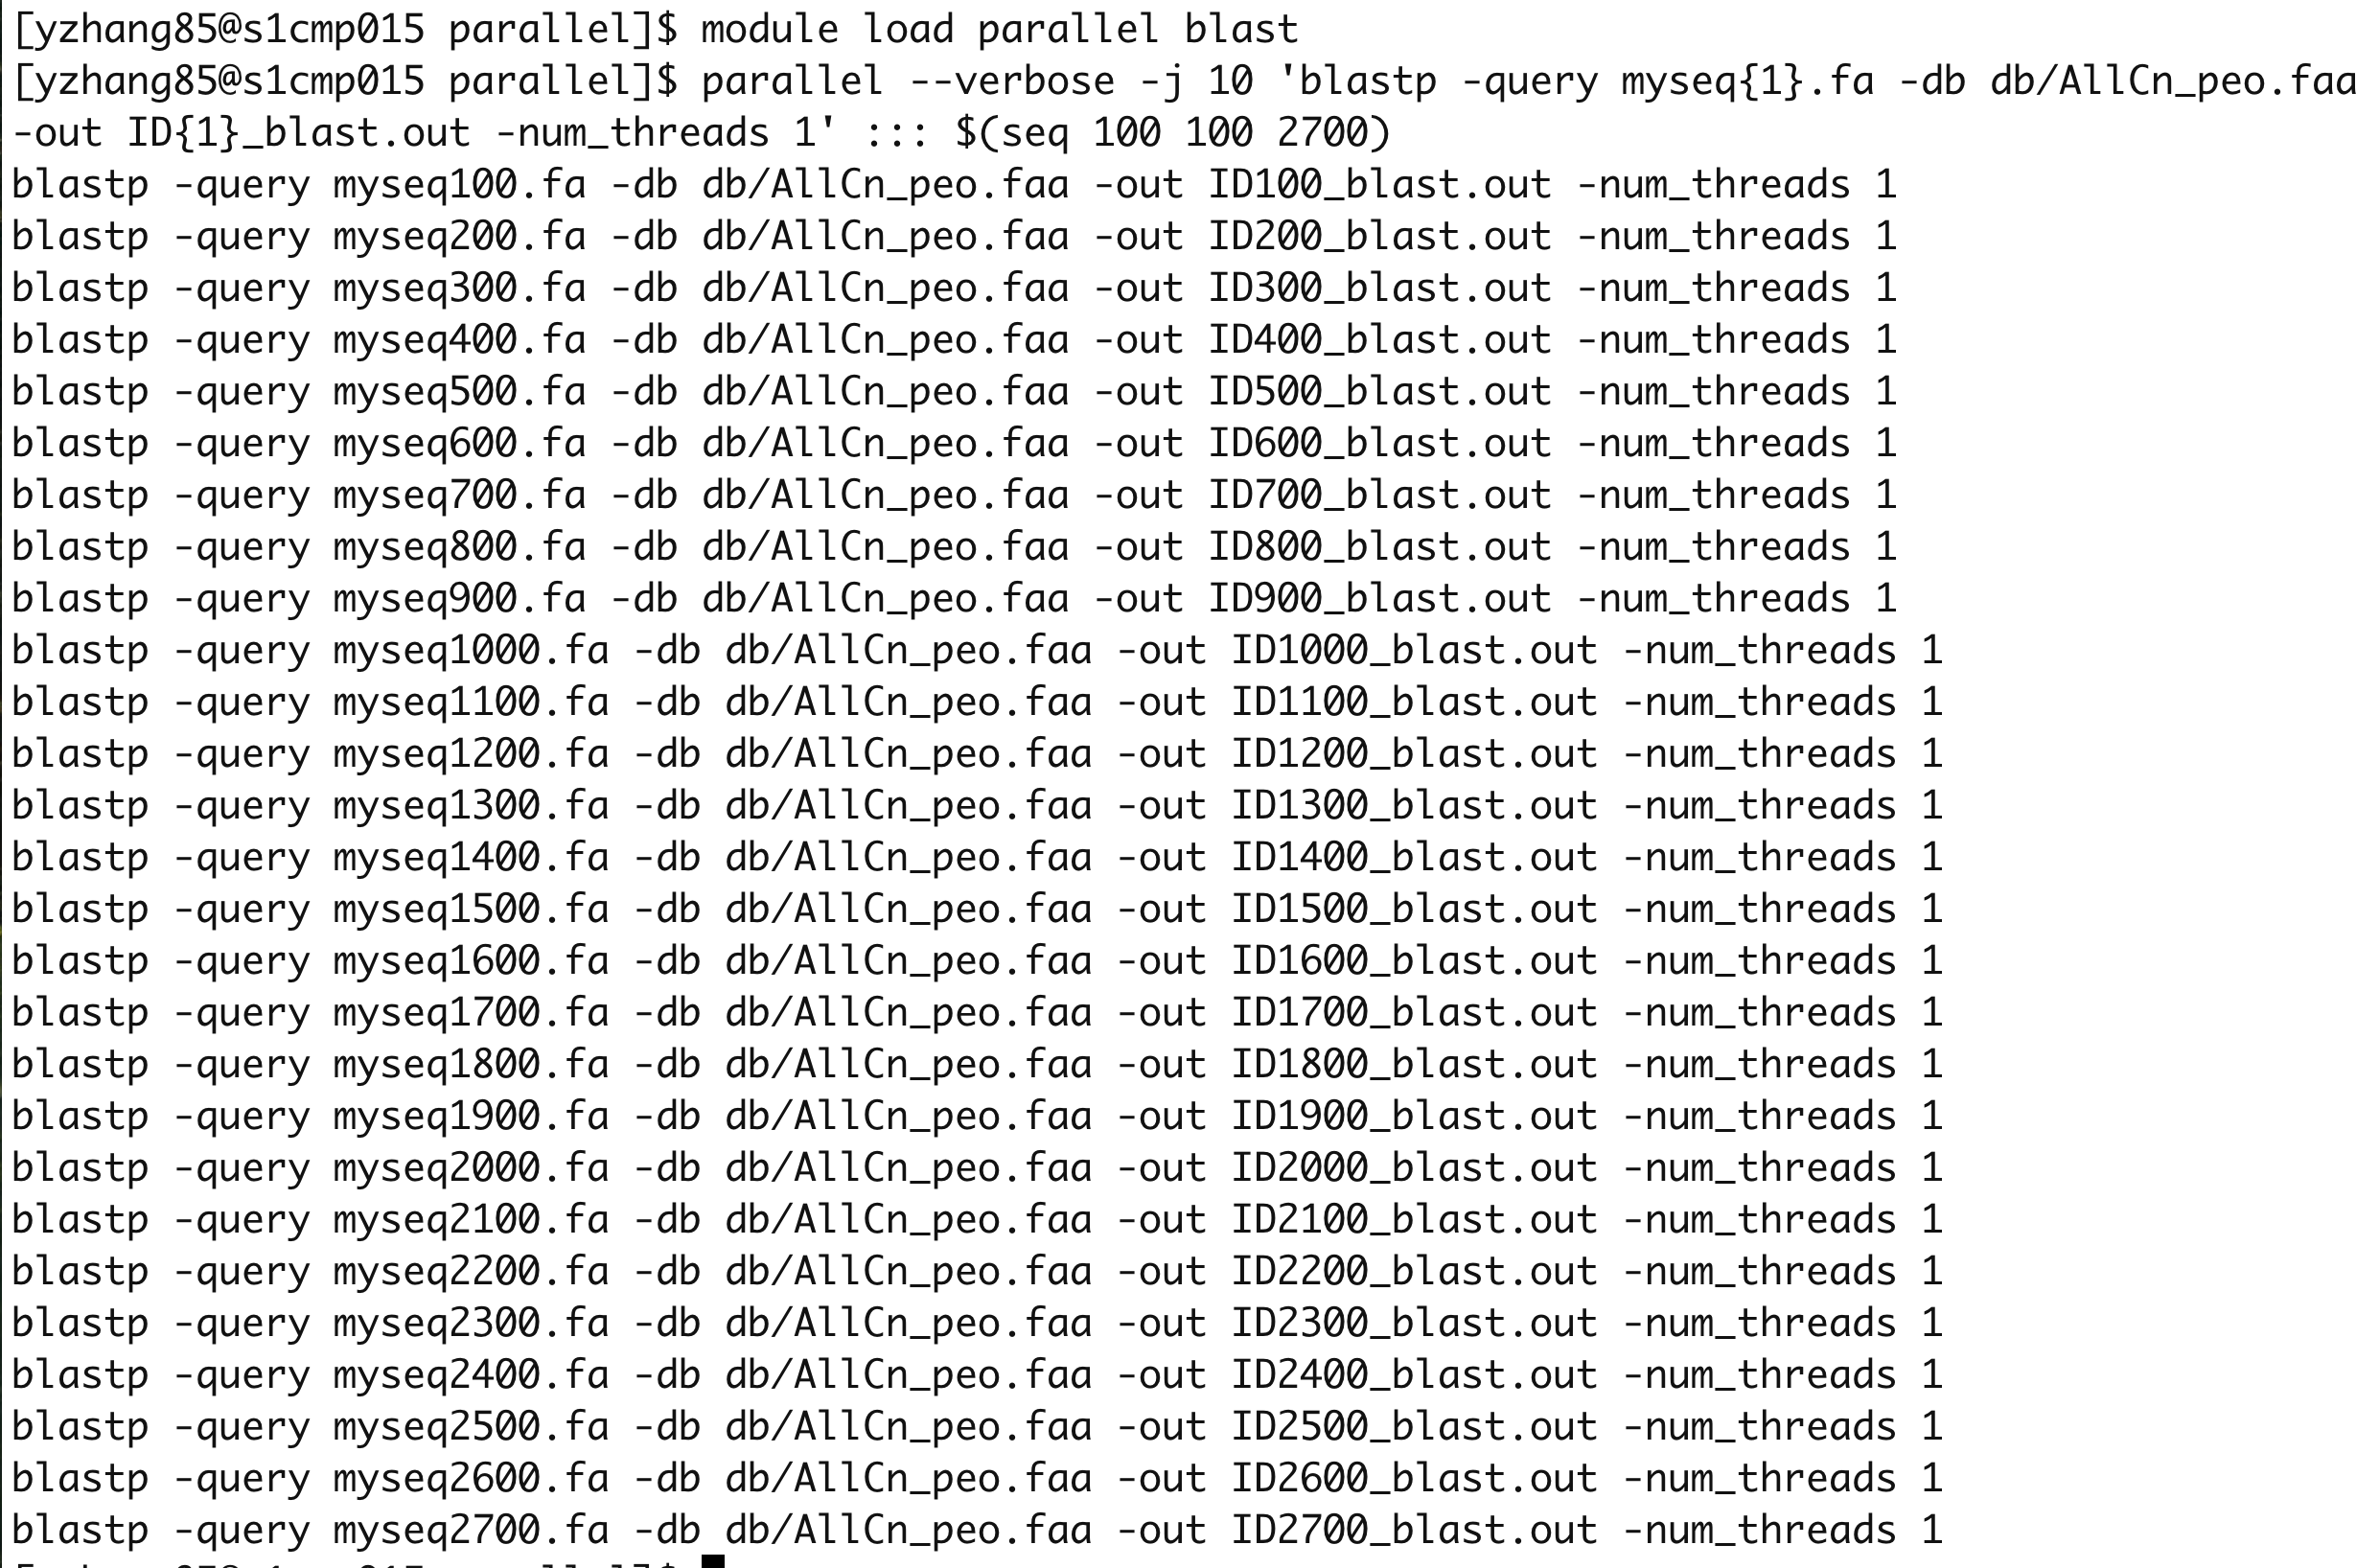 [yzhang85@s1cmp015 parallel]$ module load parallel blast
[yzhang85@s1cmp015 parallel]$ parallel --verbose -j 10 'blastp -query myseq{1}.fa -db db/AllCn_peo.faa
-out ID{1}_blast.out -num_threads 1' ::: $(seq 100 100 2700)
blastp -query myseq100.fa -db db/AllCn_peo.faa -out ID100_blast.out -num_threads 1
blastp -query myseq200.fa -db db/AllCn_peo.faa -out ID200_blast.out -num_threads 1
blastp -query myseq300.fa -db db/AllCn_peo.faa -out ID300_blast.out -num_threads 1
blastp -query myseq400.fa -db db/AllCn_peo.faa -out ID400_blast.out -num_threads 1
blastp -query myseq500.fa -db db/AllCn_peo.faa -out ID500_blast.out -num_threads 1
blastp -query myseq600.fa -db db/AllCn_peo.faa -out ID600_blast.out -num_threads 1
blastp -query myseq700.fa -db db/AllCn_peo.faa -out ID700_blast.out -num_threads 1
blastp -query myseq800.fa -db db/AllCn_peo.faa -out ID800_blast.out -num_threads 1
blastp -query myseq900.fa -db db/AllCn_peo.faa -out ID900_blast.out -num_threads 1
blastp -query myseq1000.fa -db db/AllCn_peo.faa -out ID1000_blast.out -num_threads 1
blastp -query myseq1100.fa -db db/AllCn_peo.faa -out ID1100_blast.out -num_threads 1
blastp -query myseq1200.fa -db db/AllCn_peo.faa -out ID1200_blast.out -num_threads 1
blastp -query myseq1300.fa -db db/AllCn_peo.faa -out ID1300_blast.out -num_threads 1
blastp -query myseq1400.fa -db db/AllCn_peo.faa -out ID1400_blast.out -num_threads 1
blastp -query myseq1500.fa -db db/AllCn_peo.faa -out ID1500_blast.out -num_threads 1
blastp -query myseq1600.fa -db db/AllCn_peo.faa -out ID1600_blast.out -num_threads 1
blastp -query myseq1700.fa -db db/AllCn_peo.faa -out ID1700_blast.out -num_threads 1
blastp -query myseq1800.fa -db db/AllCn_peo.faa -out ID1800_blast.out -num_threads 1
blastp -query myseq1900.fa -db db/AllCn_peo.faa -out ID1900_blast.out -num_threads 1
blastp -query myseq2000.fa -db db/AllCn_peo.faa -out ID2000_blast.out -num_threads 1
blastp -query myseq2100.fa -db db/AllCn_peo.faa -out ID2100_blast.out -num_threads 1
blastp -query myseq2200.fa -db db/AllCn_peo.faa -out ID2200_blast.out -num_threads 1
blastp -query myseq2300.fa -db db/AllCn_peo.faa -out ID2300_blast.out -num_threads 1
blastp -query myseq2400.fa -db db/AllCn_peo.faa -out ID2400_blast.out -num_threads 1
blastp -query myseq2500.fa -db db/AllCn_peo.faa -out ID2500_blast.out -num_threads 1
blastp -query myseq2600.fa -db db/AllCn_peo.faa -out ID2600_blast.out -num_threads 1
blastp -query myseq2700.fa -db db/AllCn_peo.faa -out ID2700_blast.out -num_threads 1